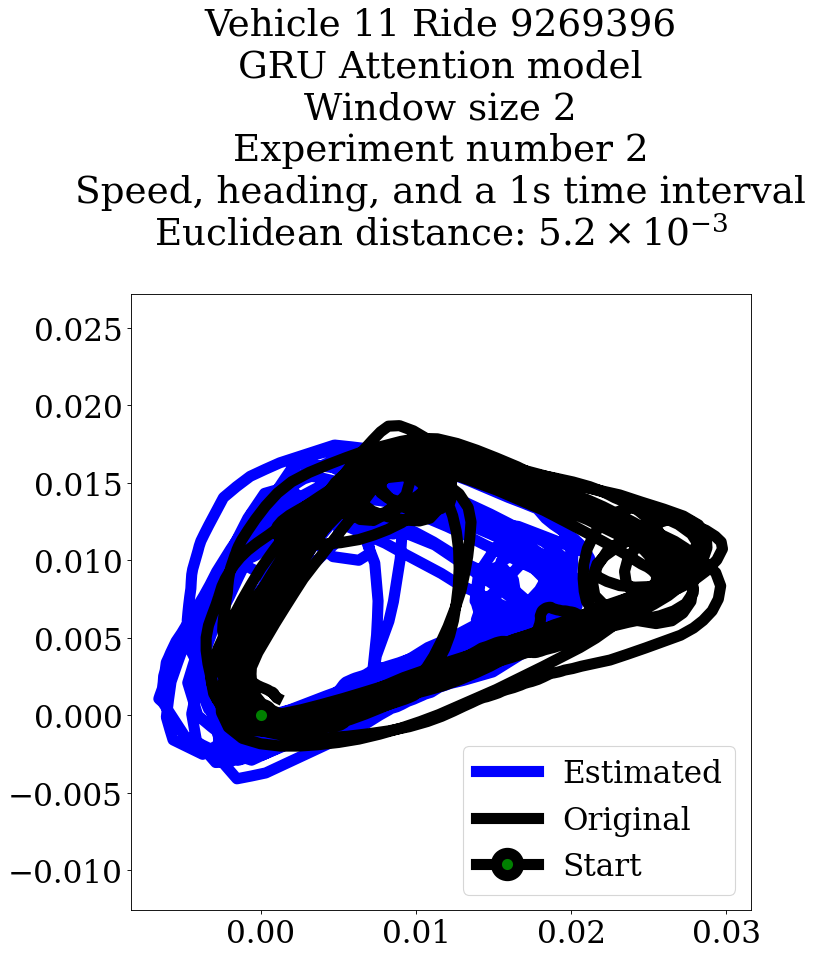 Vehicle 11 Ride 9269396
GRU Attention model
Window size 2
Experiment number 2
Speed, heading, and a 1s time interval
Euclidean distance: 5.2 × 10⁻³
0.025
0.020
0.015
0.010
0.005
0.000
−0.005
−0.010
Estimated
Original
Start
0.00 0.01 0.02 0.03